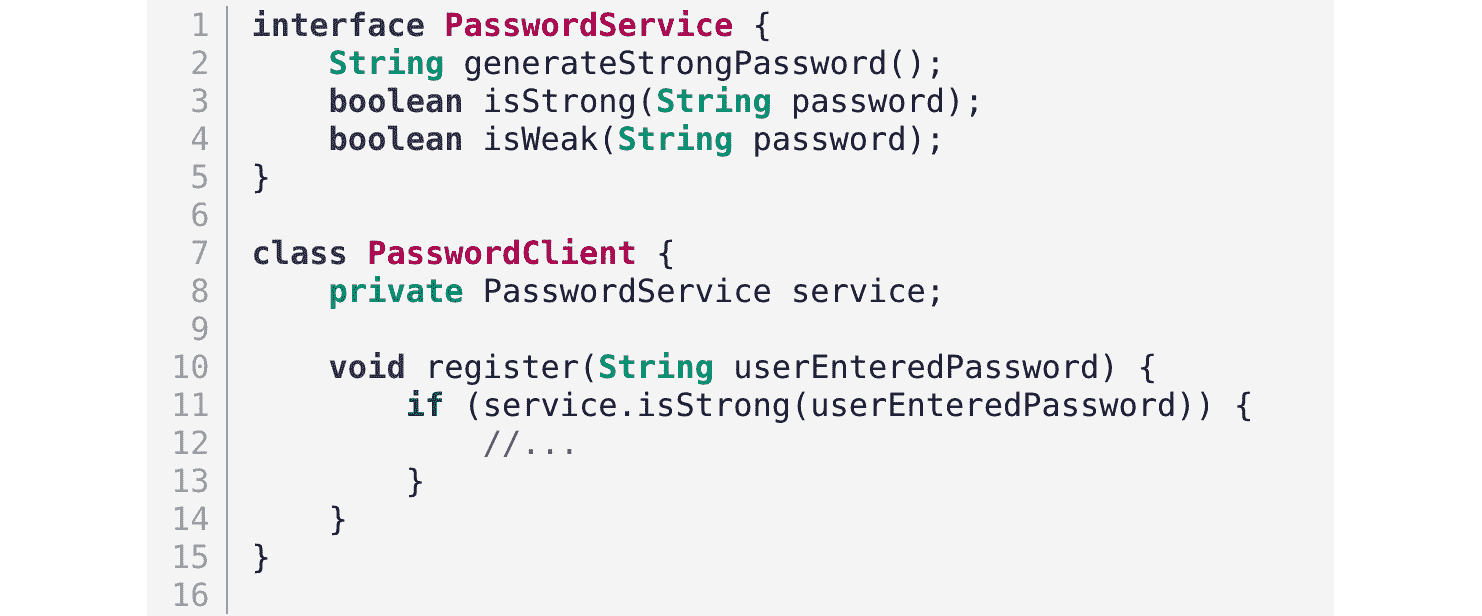 1 interface PasswordService {
2     String generateStrongPassword();
3     boolean isStrong(String password);
4     boolean isWeak(String password);
5 }
6
7 class PasswordClient {
8     private PasswordService service;
9
10     void register(String userEnteredPassword) {
11         if (service.isStrong(userEnteredPassword)) {
12             //...
13         }
14     }
15 }
16